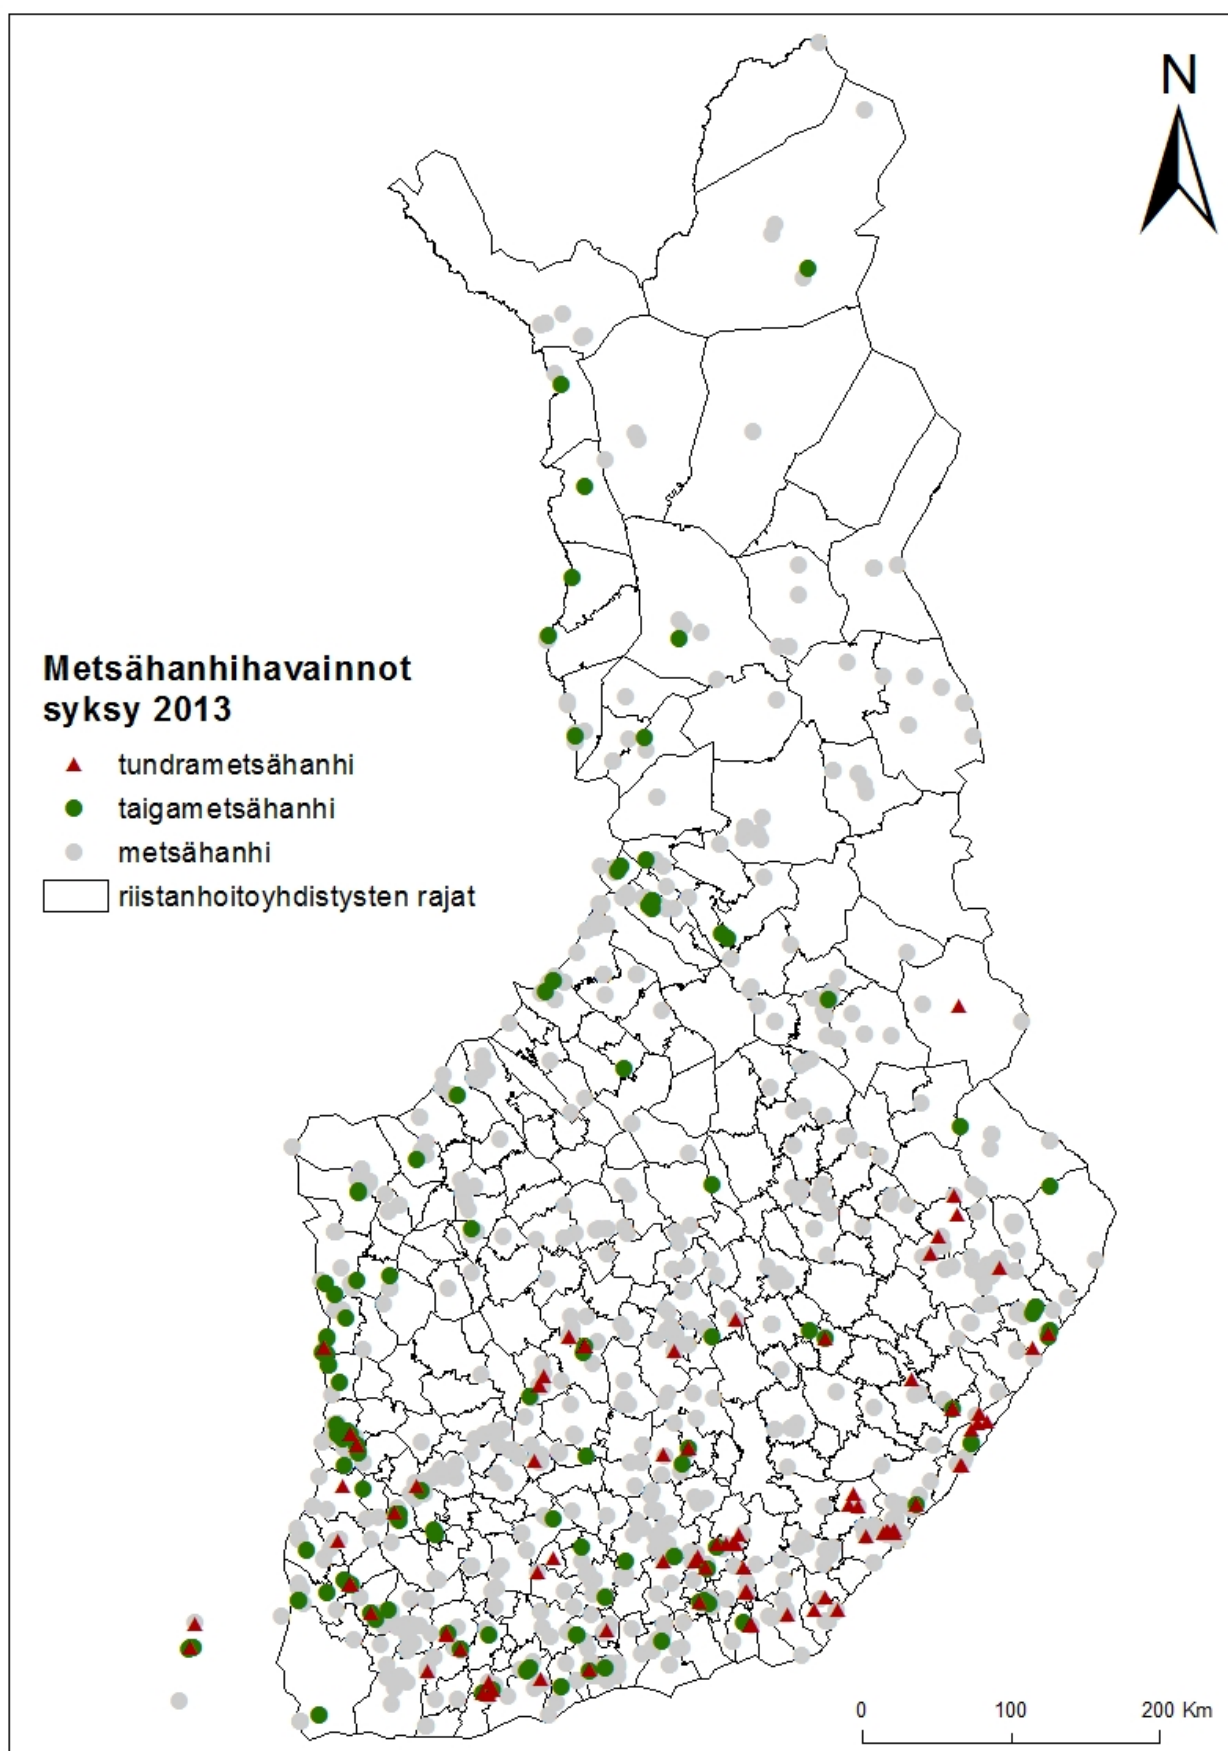 N
Metsähanhihavainnot
syksy 2013
tundrametsähanhi
taigametsähanhi
metsähanhi
riistanhoitoyhdistysten rajat
0 100 200 Km